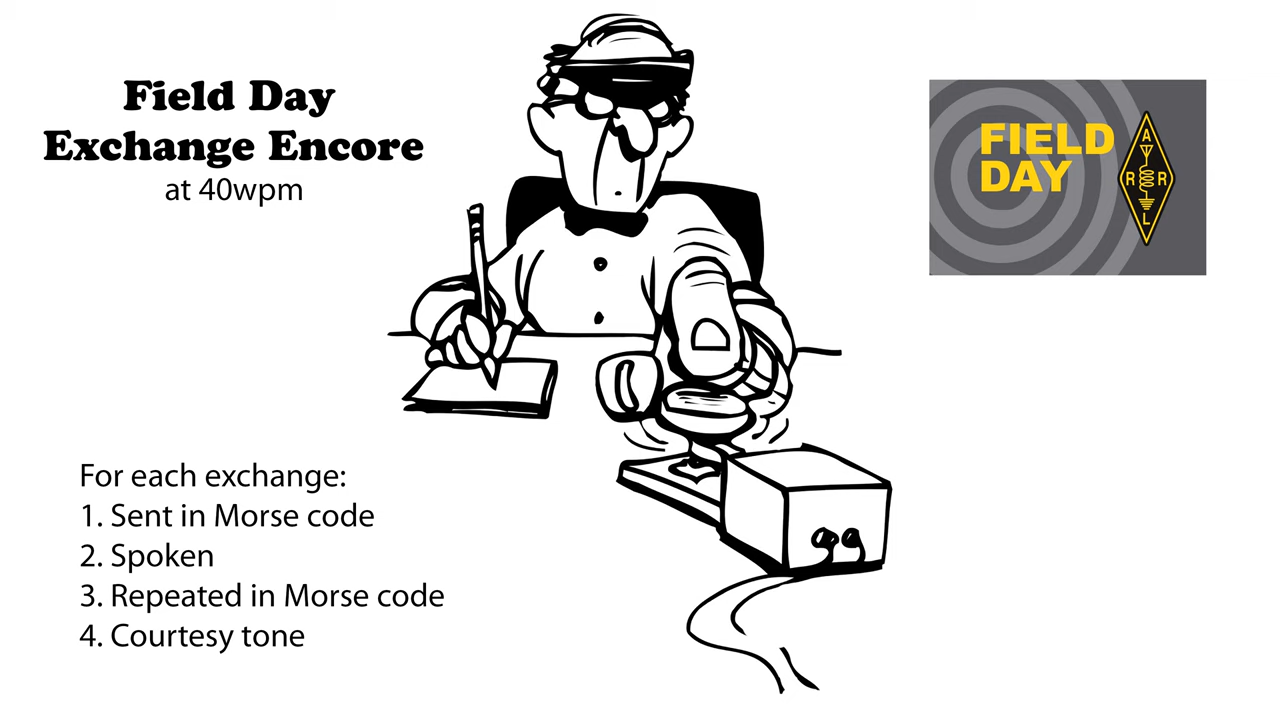 Field Day
Exchange Encore
at 40wpm
FIELD
DAY
A
R R
L
For each exchange:
1. Sent in Morse code
2. Spoken
3. Repeated in Morse code
4. Courtesy tone